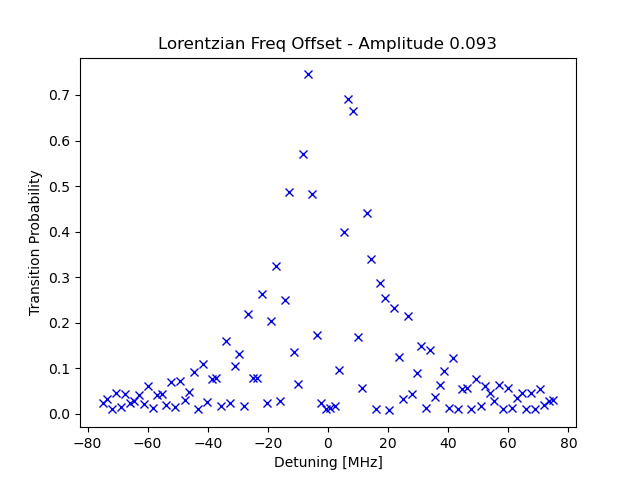 Lorentzian Freq Offset - Amplitude 0.093
Transition Probability
0.7
0.6
0.5
0.4
0.3
0.2
0.1
0.0
−80 −60 −40 −20 0 20 40 60 80
Detuning [MHz]